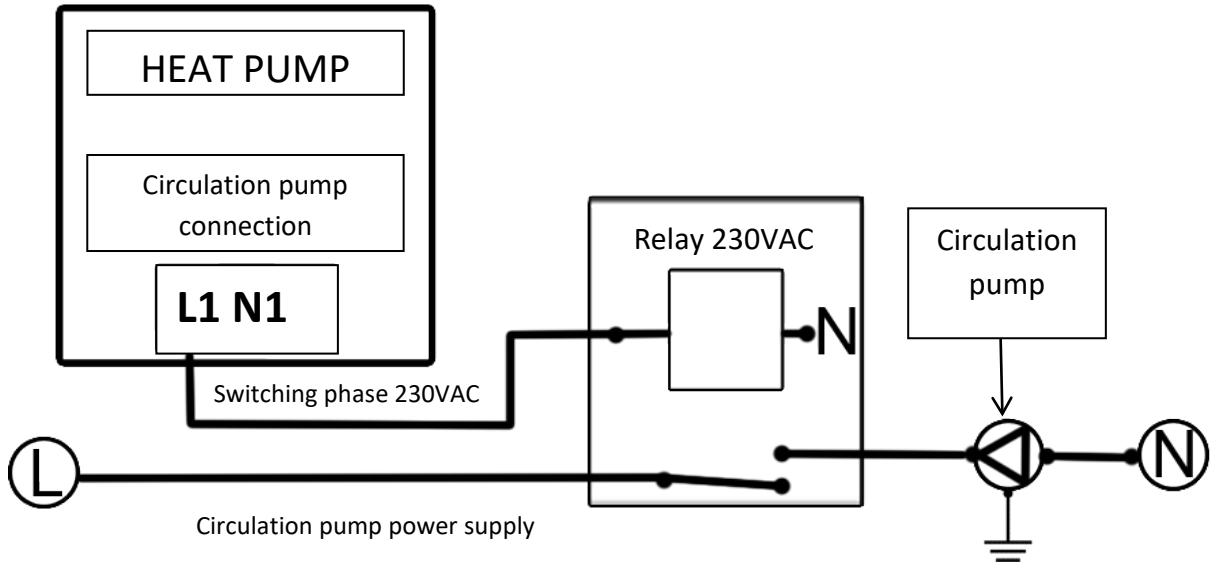 HEAT PUMP
Circulation pump
connection
L1 N1
Switching phase 230VAC
Relay 230VAC
N
Circulation
pump
L
N
Circulation pump power supply